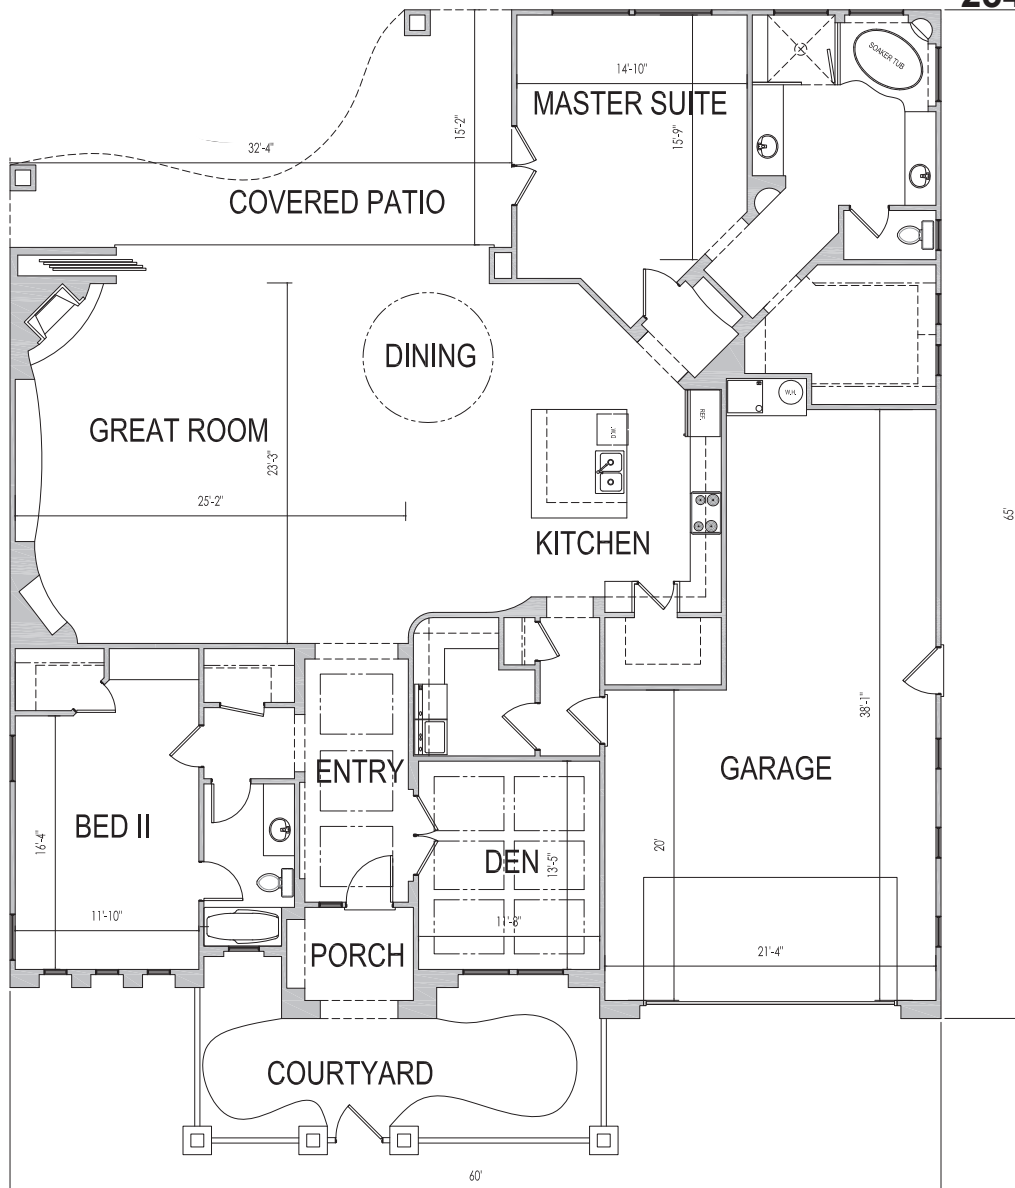 14'-10"
SOAKER TUB
MASTER SUITE
15'-2"
15'-9"
32'-4"
COVERED PATIO
DINING
W.H.
REF.
GREAT ROOM
D.W.
23'-3"
25'-2"
65'
KITCHEN
38'-1"
ENTRY
GARAGE
BED II
16'-4"
20'
DEN
13'-5"
11'-10"
11'-8"
PORCH
21'-4"
COURTYARD
60'